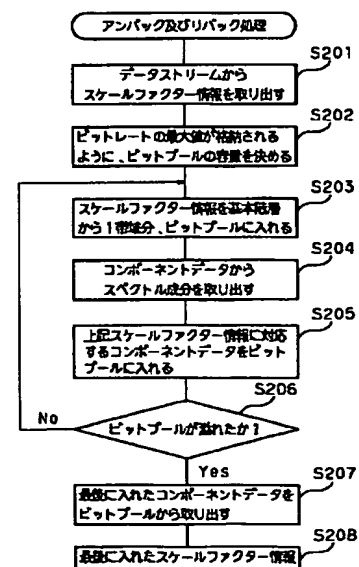 アンパック及びリパック処理
S201
データストリームから
スケールファクター情報を取り出す
S202
ビットレートの最大値が格納される
ように、ビットプールの容量を決める
S203
スケールファクター情報を基本階層
から1帯域分、ビットプールに入れる
S204
コンポーネントデータから
スペクトル成分を取り出す
S205
上記スケールファクター情報に対応
するコンポーネントデータをビット
プールに入れる
S206
ビットプールが溢れたか?
No
Yes
S207
最後に入れたコンポーネントデータを
ビットプールから取り出す
S208
最後に入れたスケールファクター情報